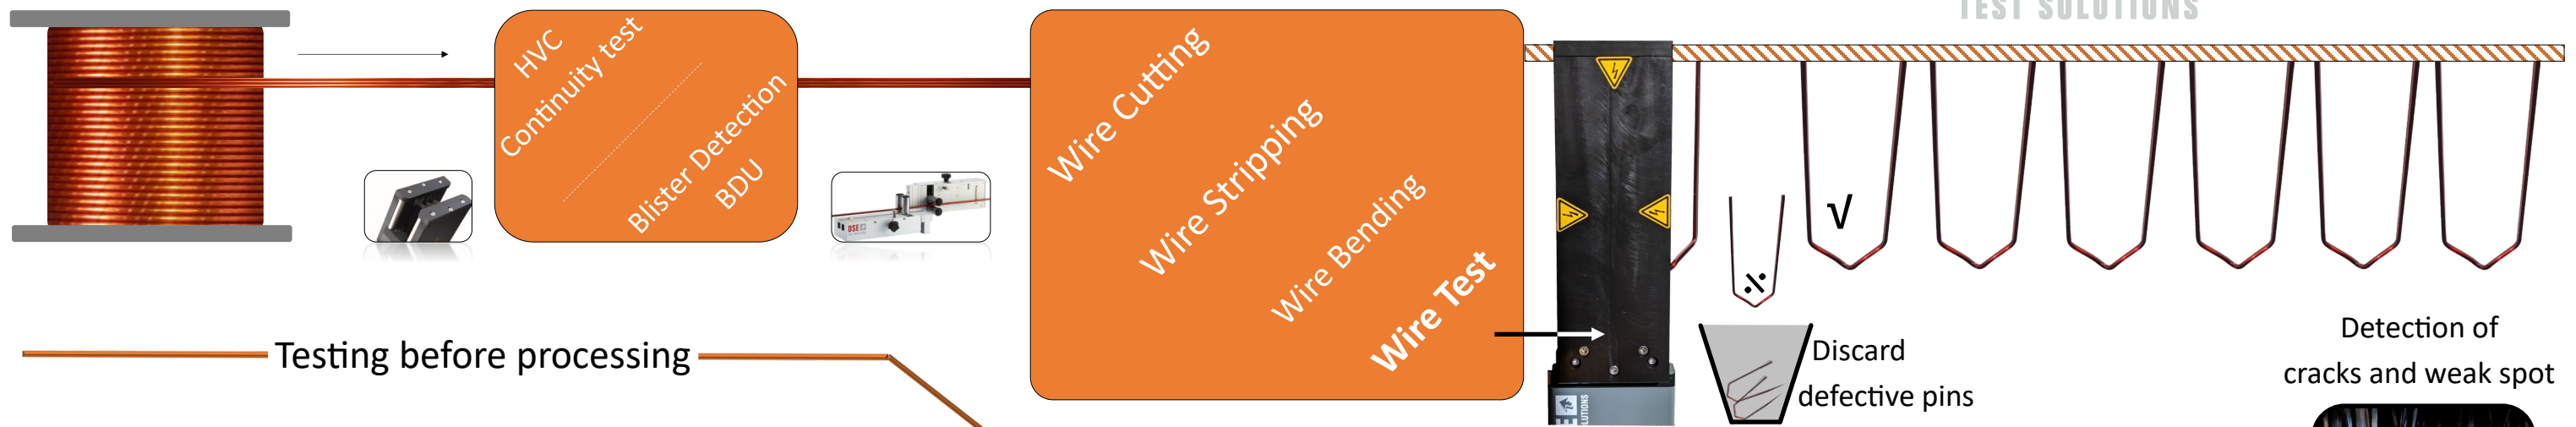 TEST SOLUTIONS
HVC
Continuity test
Blister Detection
BDU
DSE
Wire Cutting
Wire Stripping
Wire Bending
Wire Test
√
Testing before processing
Discard
defective pins
Detection of
cracks and weak spot